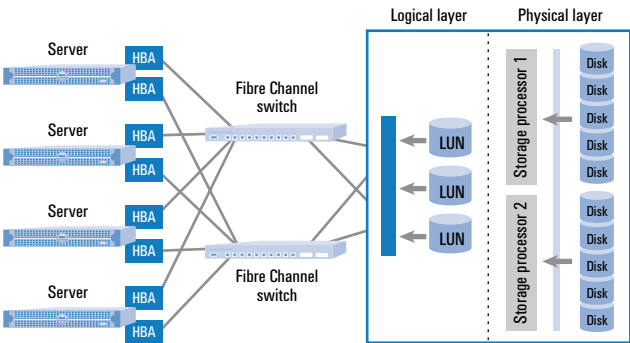 Logical layer
Physical layer
Server
HBA
HBA
Server
HBA
HBA
Server
HBA
HBA
Server
HBA
HBA
Fibre Channel
switch
Fibre Channel
switch
LUN
LUN
LUN
Storage processor 1
Storage processor 2
Disk
Disk
Disk
Disk
Disk
Disk
Disk
Disk
Disk
Disk